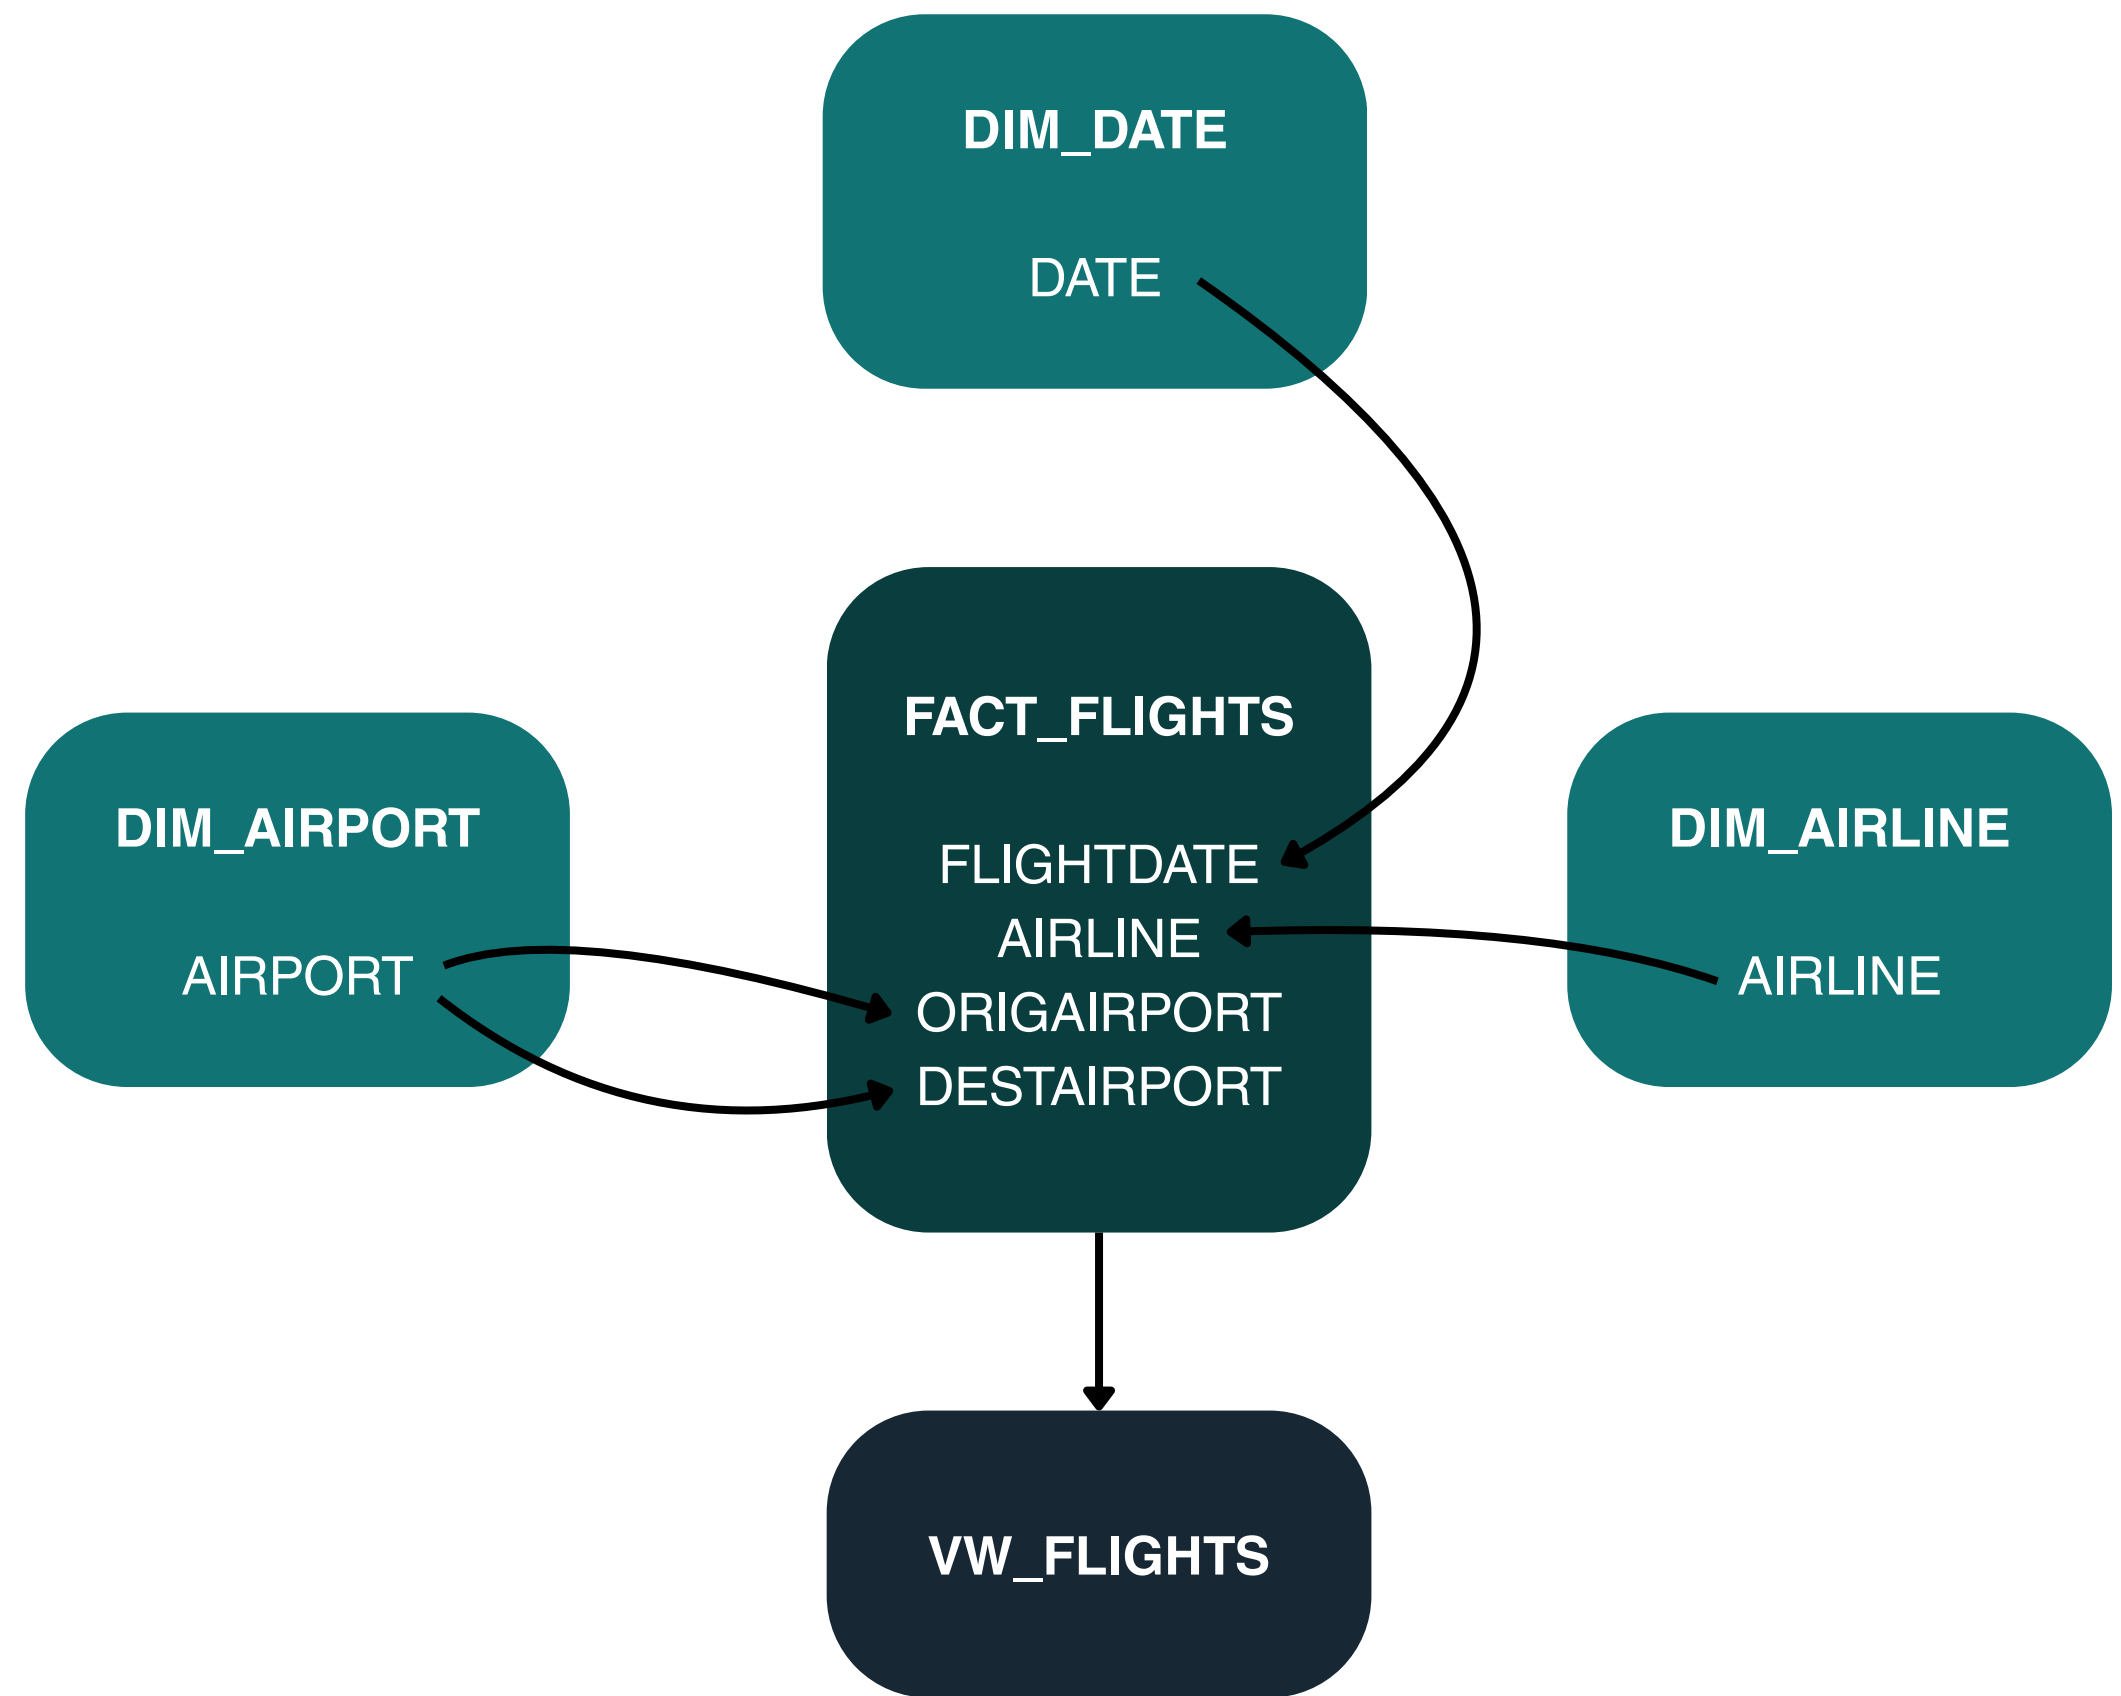 DIM_DATE
DATE
FACT_FLIGHTS
FLIGHTDATE
AIRLINE
ORIGAIRPORT
DESTAIRPORT
DIM_AIRPORT
AIRPORT
DIM_AIRLINE
AIRLINE
VW_FLIGHTS